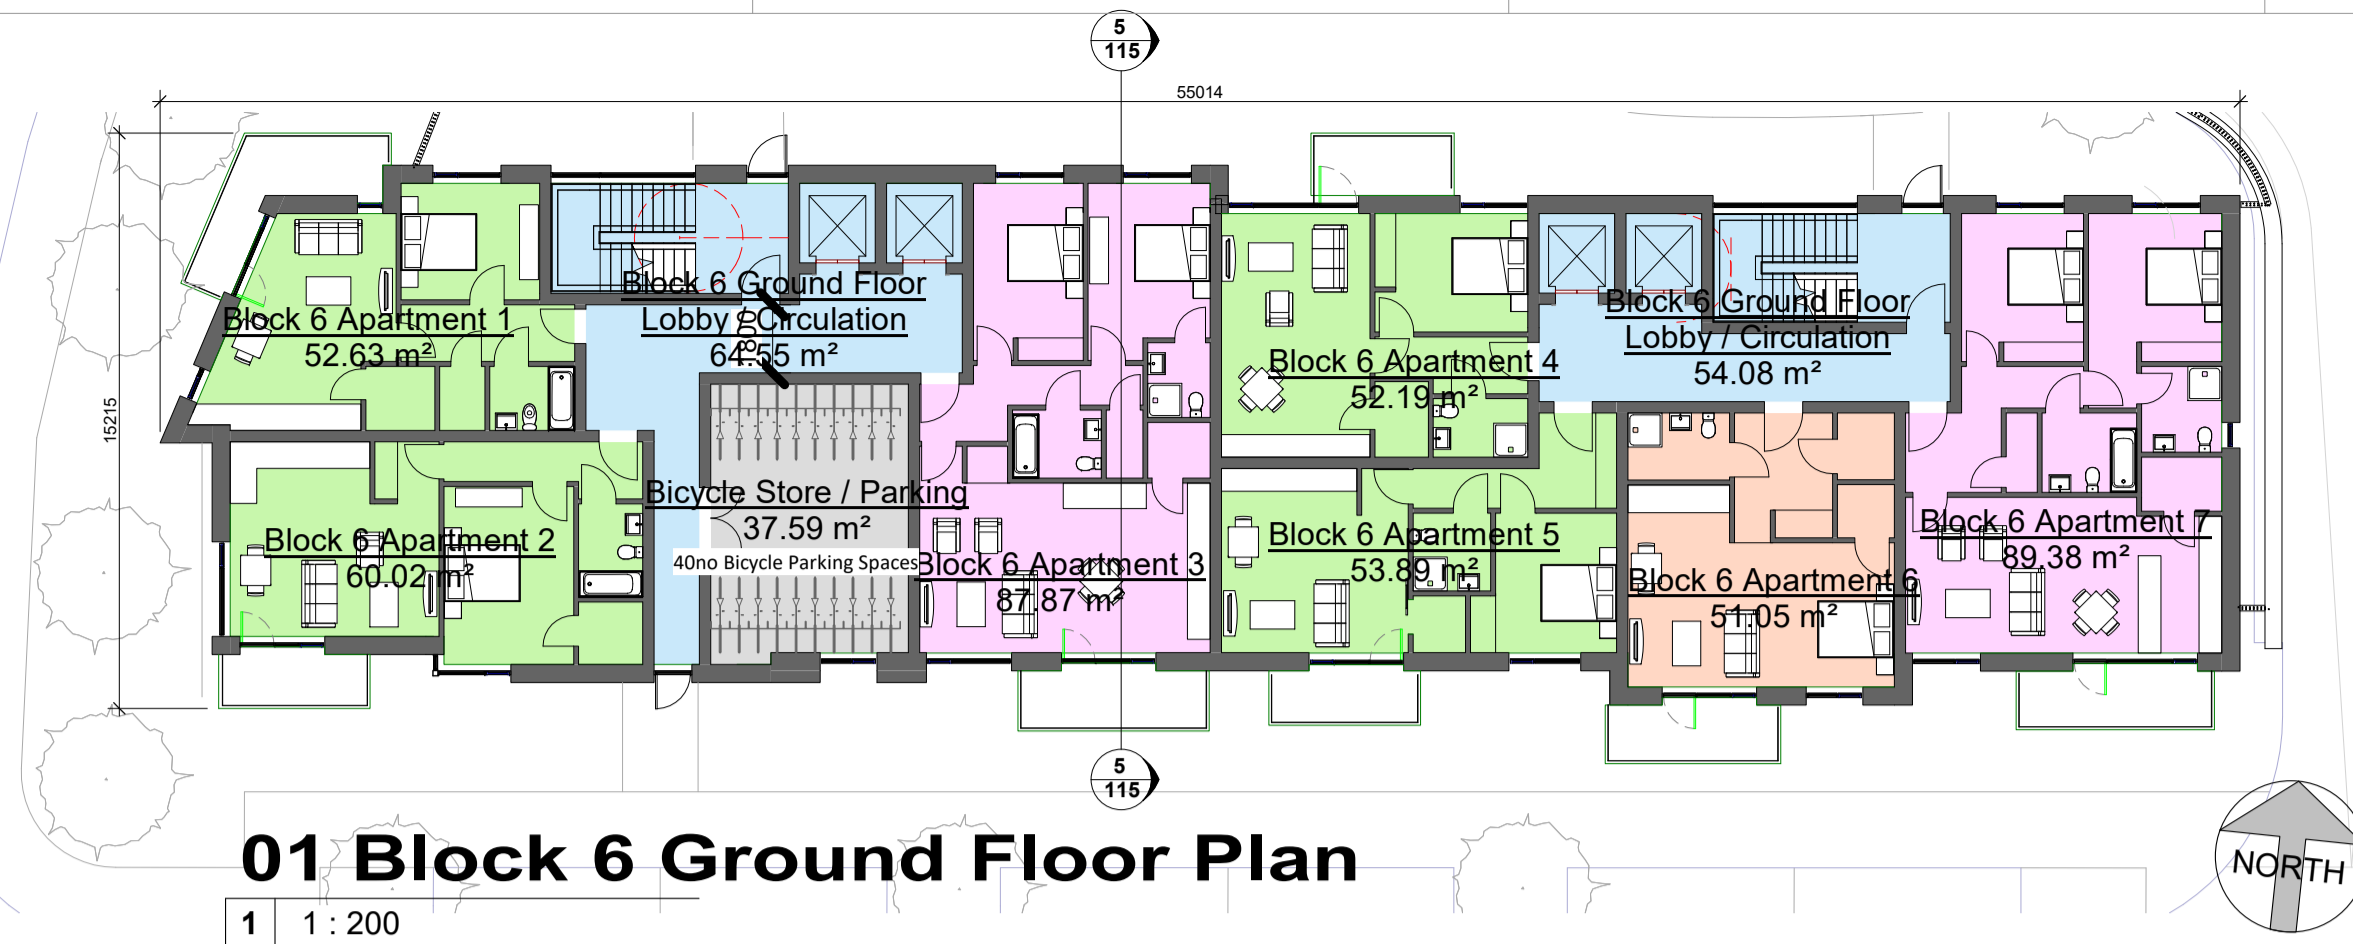 5
115
55014
15215
Block 6 Apartment 1
52.63 m²
Block 6 Ground Floor
Lobby / Circulation
64.55 m²
1800
Block 6 Apartment 4
52.19 m²
Block 6 Ground Floor
Lobby / Circulation
54.08 m²
Block 6 Apartment 2
60.02 m²
Bicycle Store / Parking
37.59 m²
40no Bicycle Parking Spaces
Block 6 Apartment 3
87.87 m²
Block 6 Apartment 5
53.89 m²
Block 6 Apartment 6
51.05 m²
Block 6 Apartment 7
89.38 m²
5
115
01 Block 6 Ground Floor Plan
1 1 : 200
NORTH